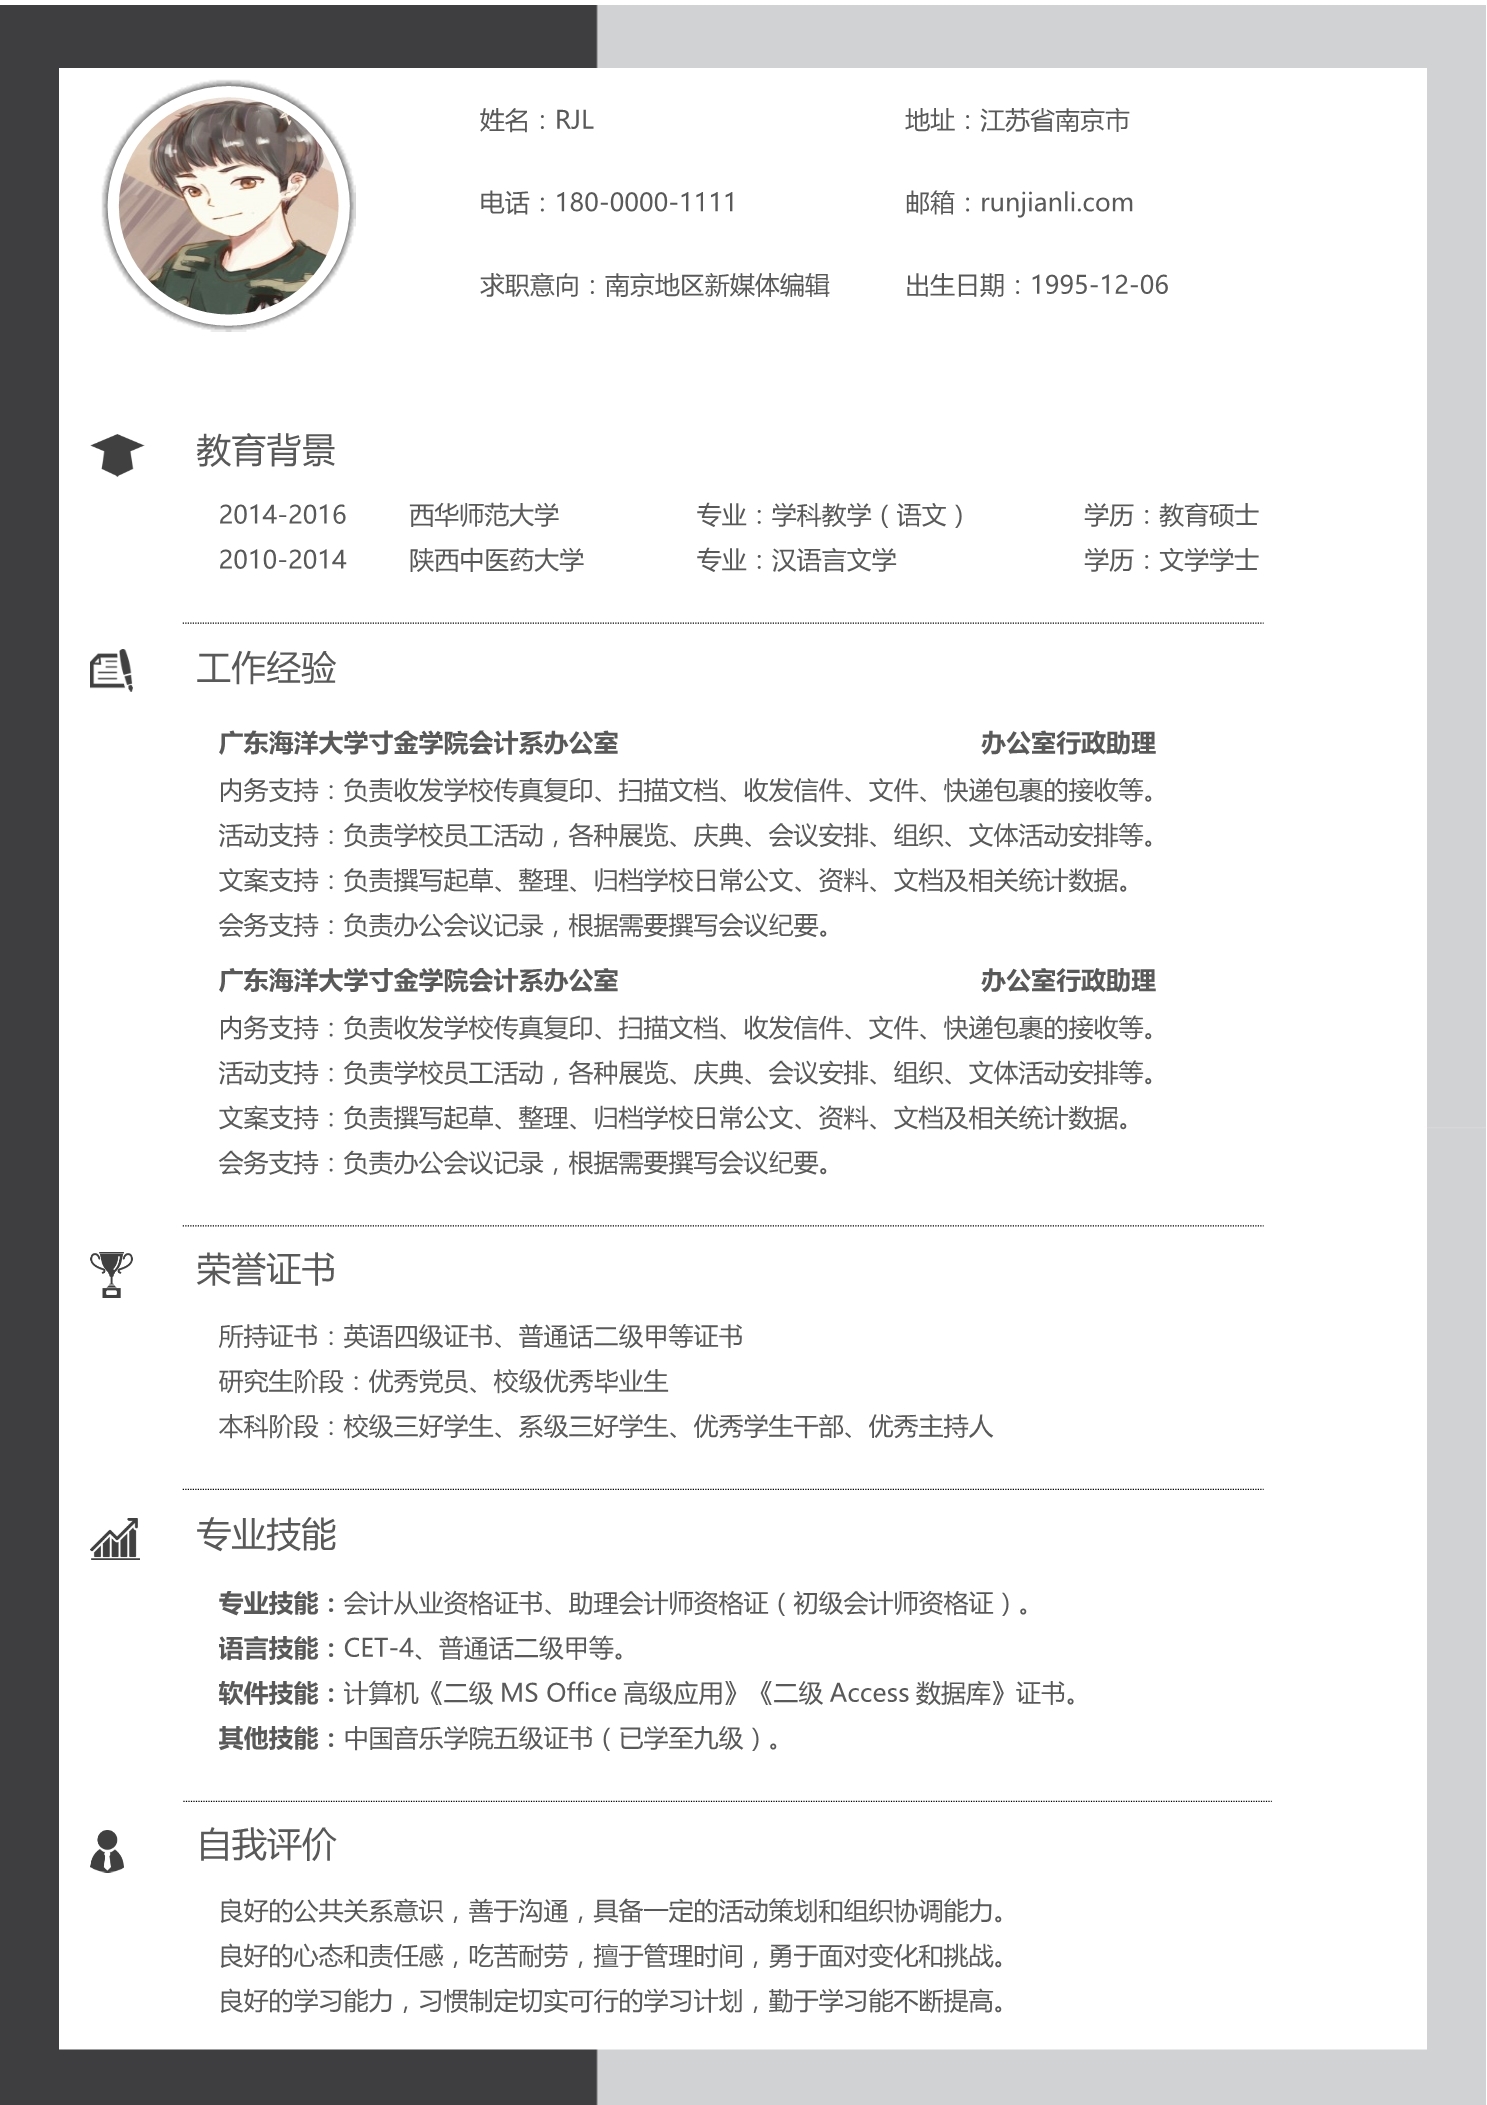 姓名：RJL 地址：江苏省南京市
电话：180-0000-1111 邮箱：runjianli.com
求职意向：南京地区新媒体编辑 出生日期：1995-12-06
教育背景
2014-2016 西华师范大学 专业：学科教学（语文） 学历：教育硕士
2010-2014 陕西中医药大学 专业：汉语言文学 学历：文学学士
工作经验
广东海洋大学寸金学院会计系办公室 办公室行政助理
内务支持：负责收发学校传真复印、扫描文档、收发信件、文件、快递包裹的接收等。
活动支持：负责学校员工活动，各种展览、庆典、会议安排、组织、文体活动安排等。
文案支持：负责撰写起草、整理、归档学校日常公文、资料、文档及相关统计数据。
会务支持：负责办公会议记录，根据需要撰写会议纪要。
广东海洋大学寸金学院会计系办公室 办公室行政助理
内务支持：负责收发学校传真复印、扫描文档、收发信件、文件、快递包裹的接收等。
活动支持：负责学校员工活动，各种展览、庆典、会议安排、组织、文体活动安排等。
文案支持：负责撰写起草、整理、归档学校日常公文、资料、文档及相关统计数据。
会务支持：负责办公会议记录，根据需要撰写会议纪要。
荣誉证书
所持证书：英语四级证书、普通话二级甲等证书
研究生阶段：优秀党员、校级优秀毕业生
本科阶段：校级三好学生、系级三好学生、优秀学生干部、优秀主持人
专业技能
专业技能：会计从业资格证书、助理会计师资格证（初级会计师资格证）。
语言技能：CET-4、普通话二级甲等。
软件技能：计算机《二级 MS Office 高级应用》《二级 Access 数据库》证书。
其他技能：中国音乐学院五级证书（已学至九级）。
自我评价
良好的公共关系意识，善于沟通，具备一定的活动策划和组织协调能力。
良好的心态和责任感，吃苦耐劳，擅于管理时间，勇于面对变化和挑战。
良好的学习能力，习惯制定切实可行的学习计划，勤于学习能不断提高。